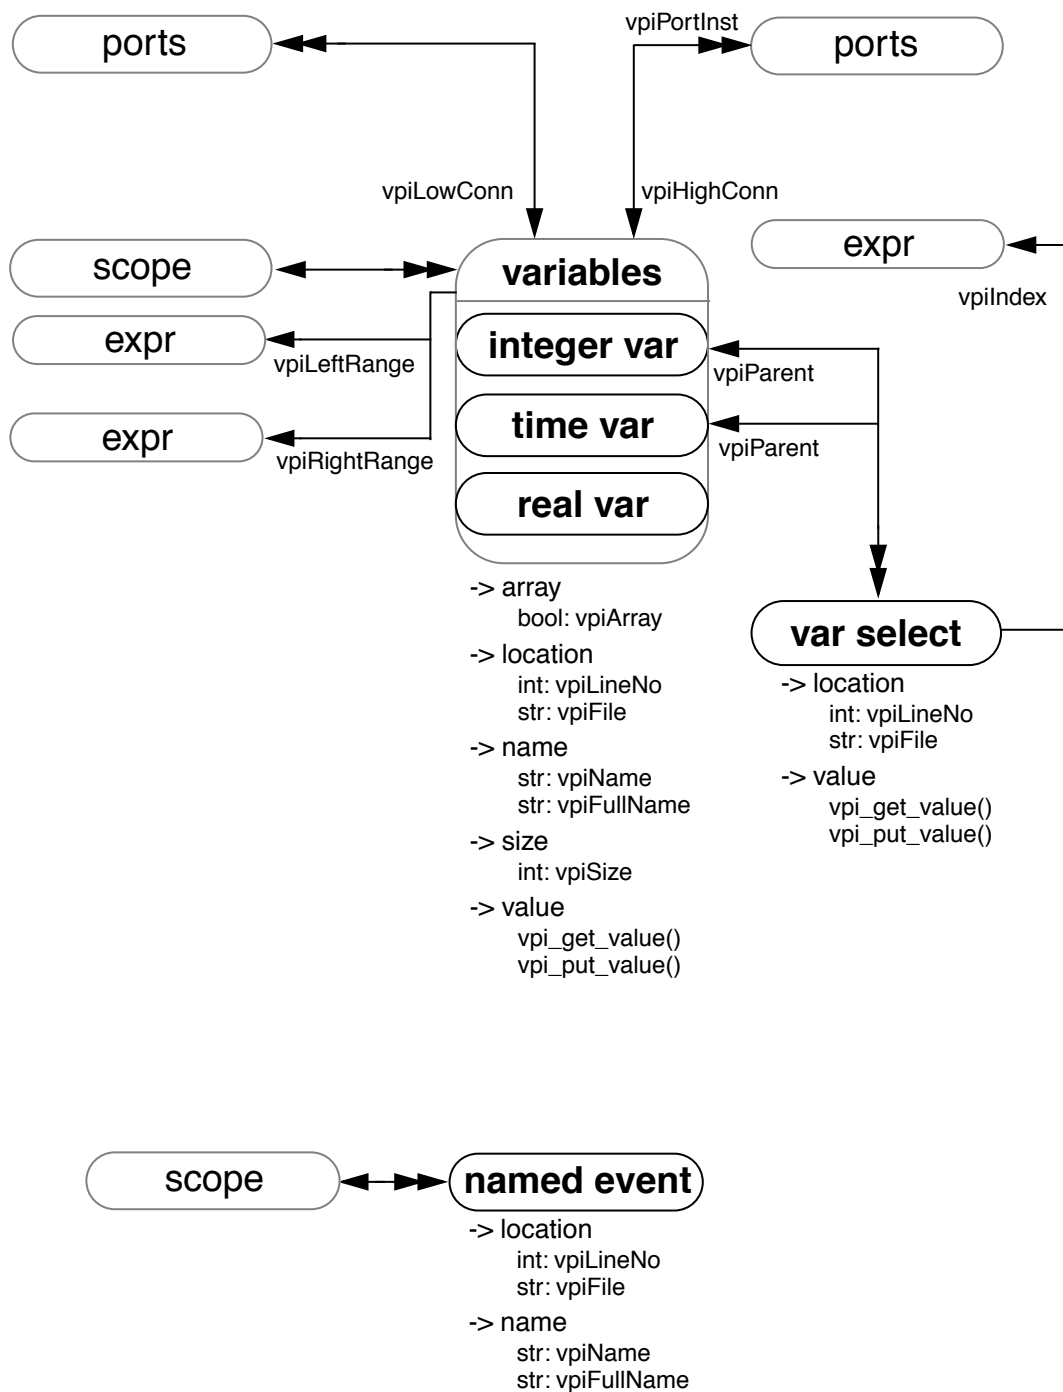 ports
vpiPortInst
ports
vpiLowConn
vpiHighConn
scope
variables
expr
vpiIndex
expr
vpiLeftRange
integer var
vpiParent
expr
vpiRightRange
time var
vpiParent
real var
-> array
bool: vpiArray
-> location
int: vpiLineNo
str: vpiFile
-> name
str: vpiName
str: vpiFullName
-> size
int: vpiSize
-> value
vpi_get_value()
vpi_put_value()
var select
-> location
int: vpiLineNo
str: vpiFile
-> value
vpi_get_value()
vpi_put_value()
scope
named event
-> location
int: vpiLineNo
str: vpiFile
-> name
str: vpiName
str: vpiFullName